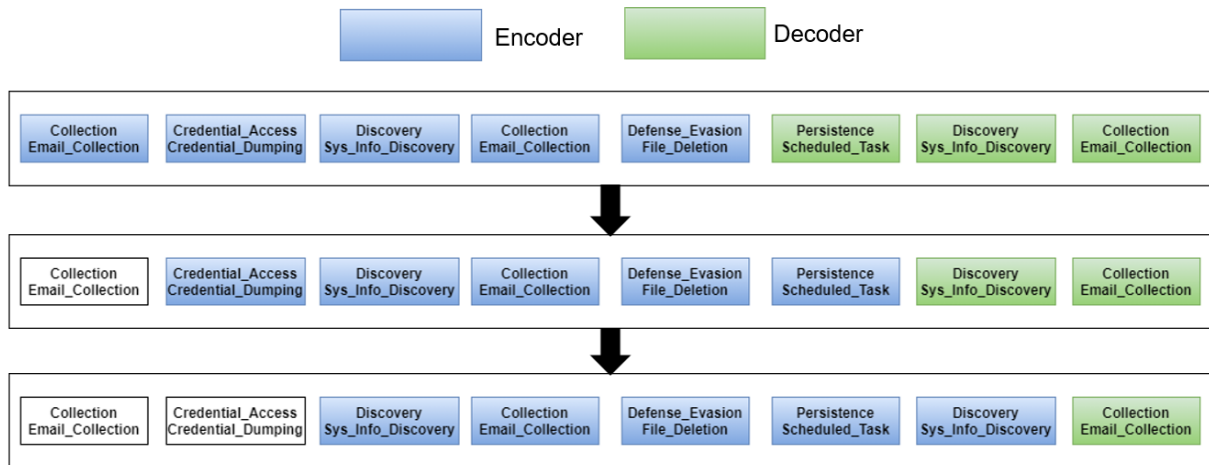 Encoder
Decoder
Collection
Email_Collection
Credential_Access
Credential_Dumping
Discovery
Sys_Info_Discovery
Collection
Email_Collection
Defense_Evasion
File_Deletion
Persistence
Scheduled_Task
Discovery
Sys_Info_Discovery
Collection
Email_Collection
Collection
Email_Collection
Credential_Access
Credential_Dumping
Discovery
Sys_Info_Discovery
Collection
Email_Collection
Defense_Evasion
File_Deletion
Persistence
Scheduled_Task
Discovery
Sys_Info_Discovery
Collection
Email_Collection
Collection
Email_Collection
Credential_Access
Credential_Dumping
Discovery
Sys_Info_Discovery
Collection
Email_Collection
Defense_Evasion
File_Deletion
Persistence
Scheduled_Task
Discovery
Sys_Info_Discovery
Collection
Email_Collection